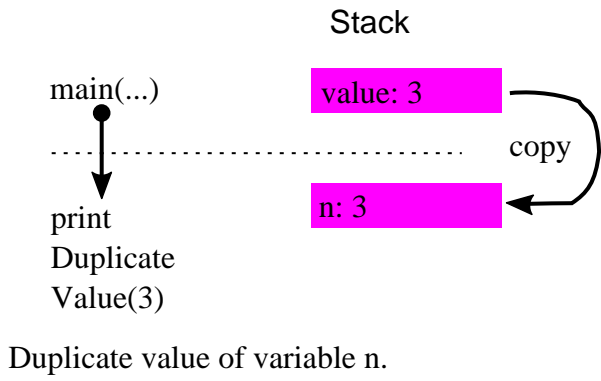 Stack
main(...)
value: 3
copy
n: 3
print
Duplicate
Value(3)
Duplicate value of variable n.